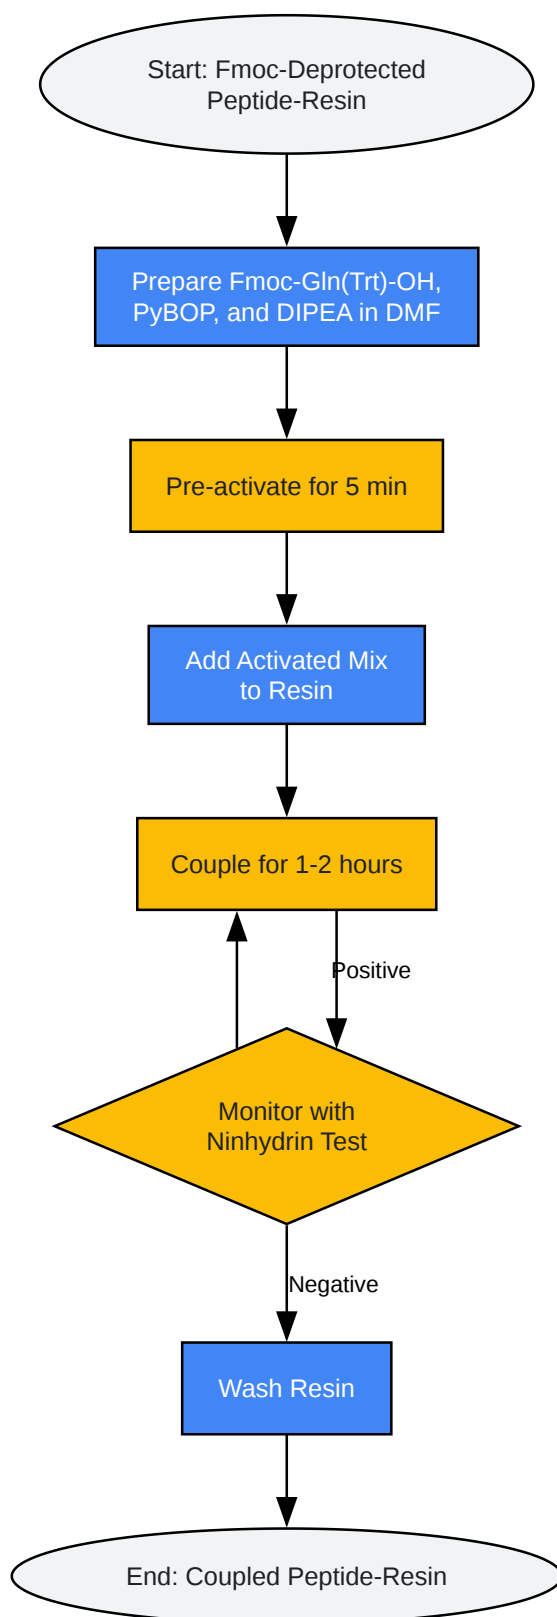 Start: Fmoc-Deprotected
Peptide-Resin
Prepare Fmoc-Gln(Trt)-OH,
PyBOP, and DIPEA in DMF
Pre-activate for 5 min
Add Activated Mix
to Resin
Couple for 1-2 hours
Positive
Monitor with
Ninhydrin Test
Negative
Wash Resin
End: Coupled Peptide-Resin